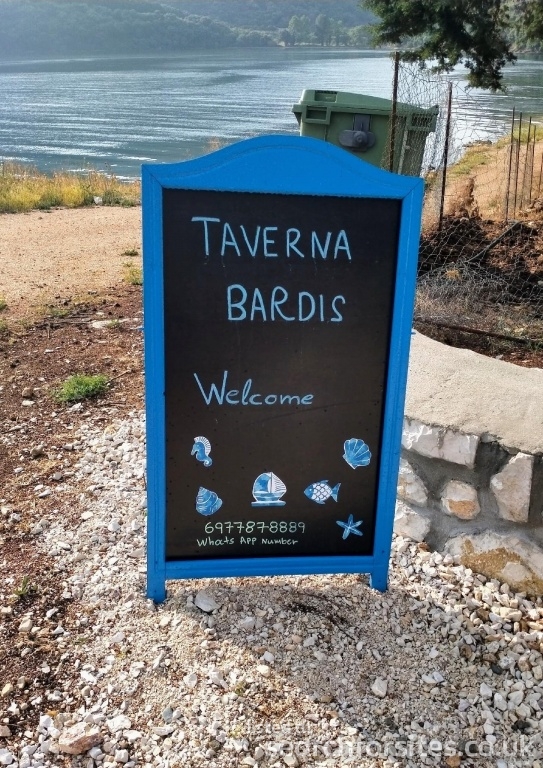 TAVERNA
BARDIS
Welcome
6977878889
Whats App Number
searchforsites.co.uk